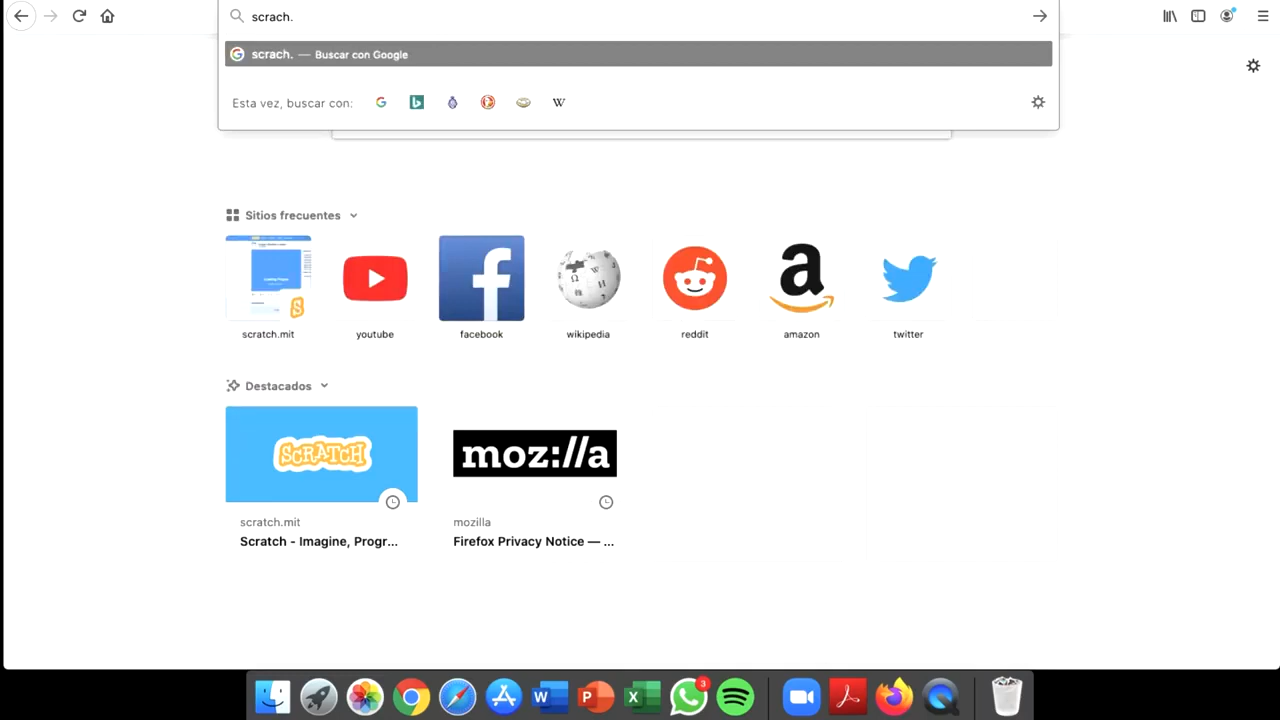 scrach.
scrach. — Buscar con Google
Esta vez, buscar con:
Sitios frecuentes
scratch.mit
youtube
facebook
wikipedia
reddit
amazon
twitter
Destacados
SCRATCH
moz://a
scratch.mit
mozilla
Scratch - Imagine, Progr...
Firefox Privacy Notice — ...
3